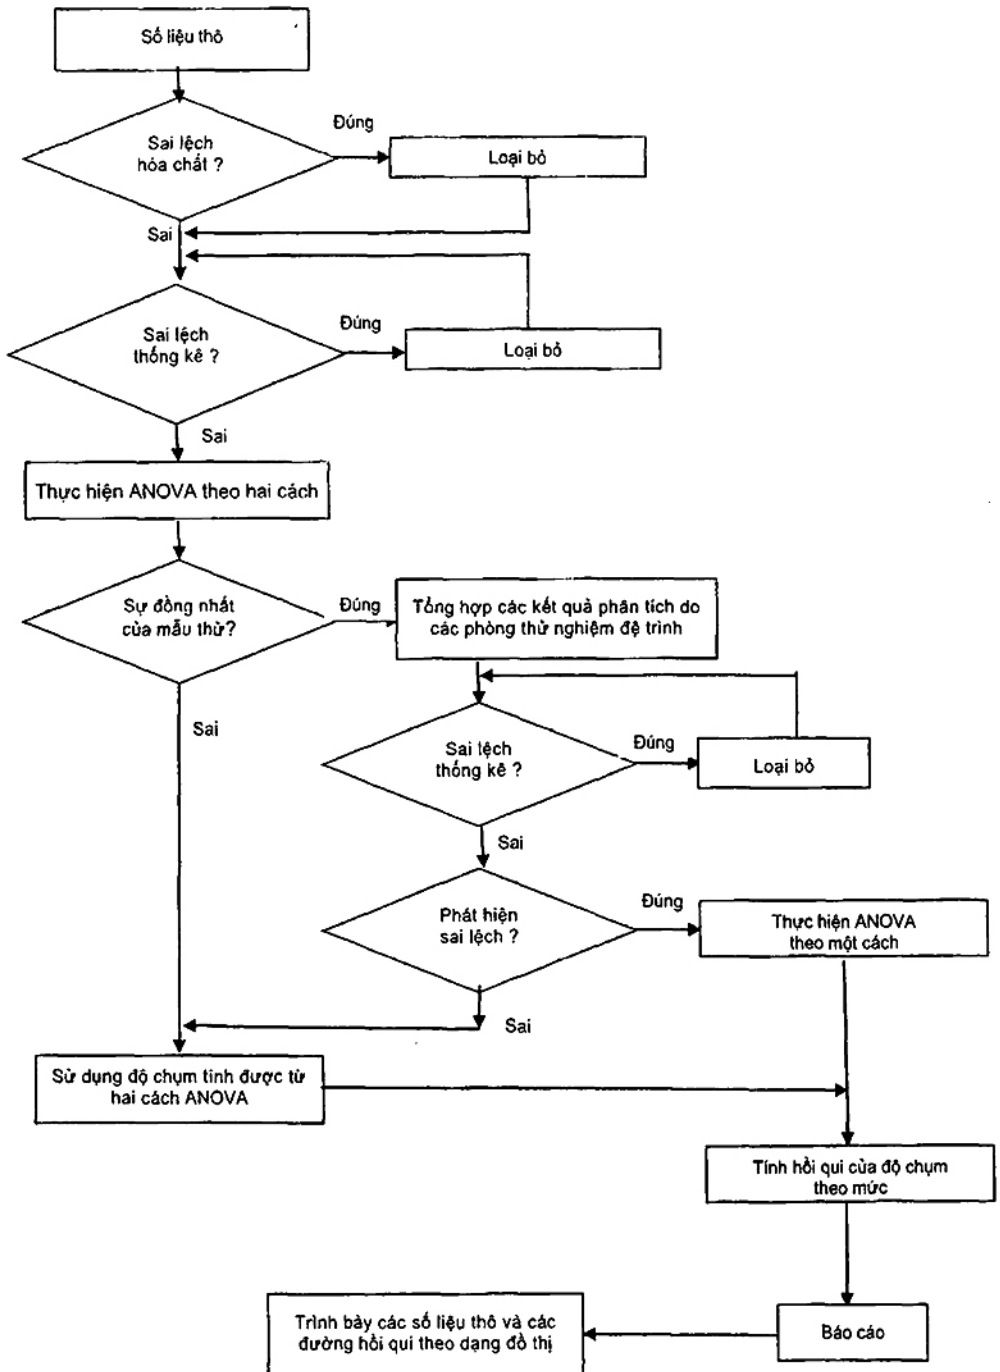 Số liệu thô
Đúng
Sai lệch
hóa chất ?
Loại bỏ
Sai
Đúng
Sai lệch
thống kê ?
Loại bỏ
Sai
Thực hiện ANOVA theo hai cách
Sự đồng nhất
của mẫu thử?
Đúng
Tổng hợp các kết quả phân tích do
các phòng thử nghiệm đệ trình
Sai
Sai lệch
thống kê ?
Đúng
Loại bỏ
Sai
Phát hiện
sai lệch ?
Đúng
Thực hiện ANOVA
theo một cách
Sai
Sử dụng độ chụm tính được từ
hai cách ANOVA
Tính hồi qui của độ chụm
theo mức
Trình bày các số liệu thô và các
đường hồi qui theo dạng đồ thị
Báo cáo